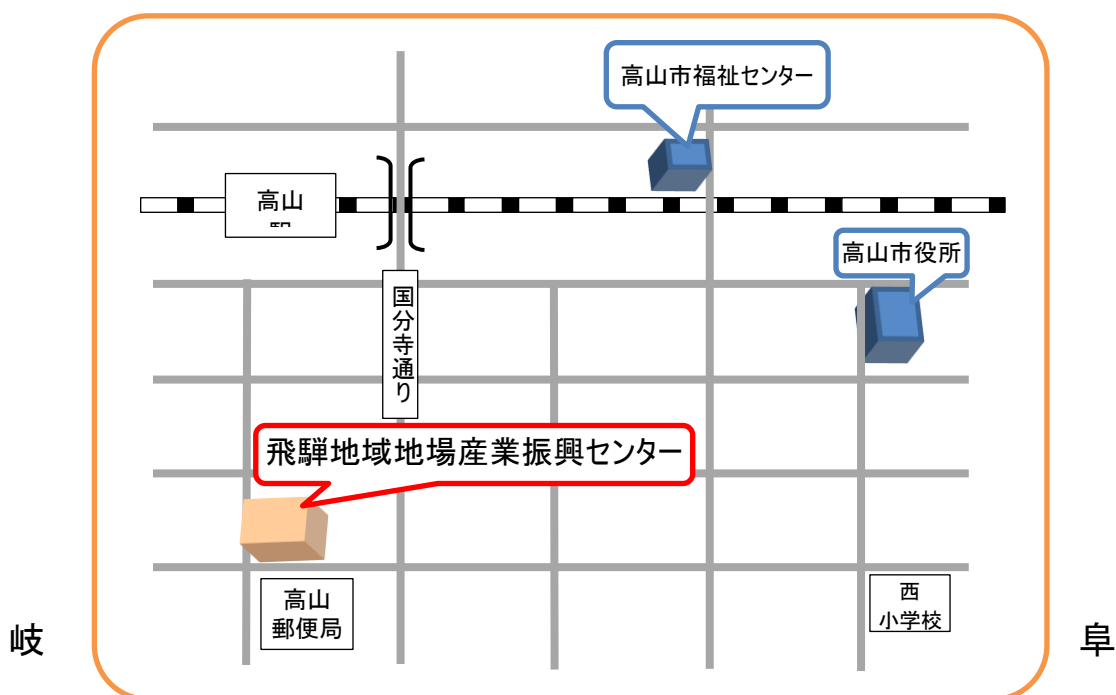 高山市福祉センター
高山
高山市役所
国分寺通り
飛騨地域地場産業振興センター
高山
郵便局
西
小学校
岐
阜